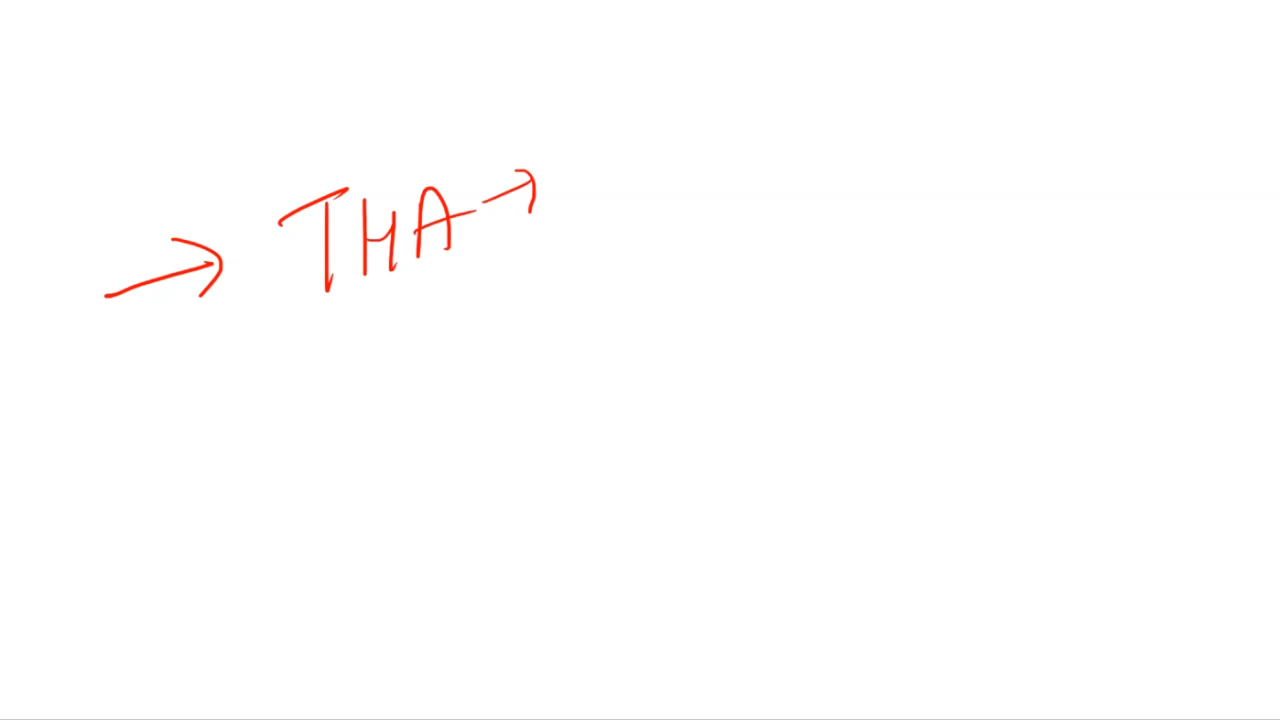 → THA →